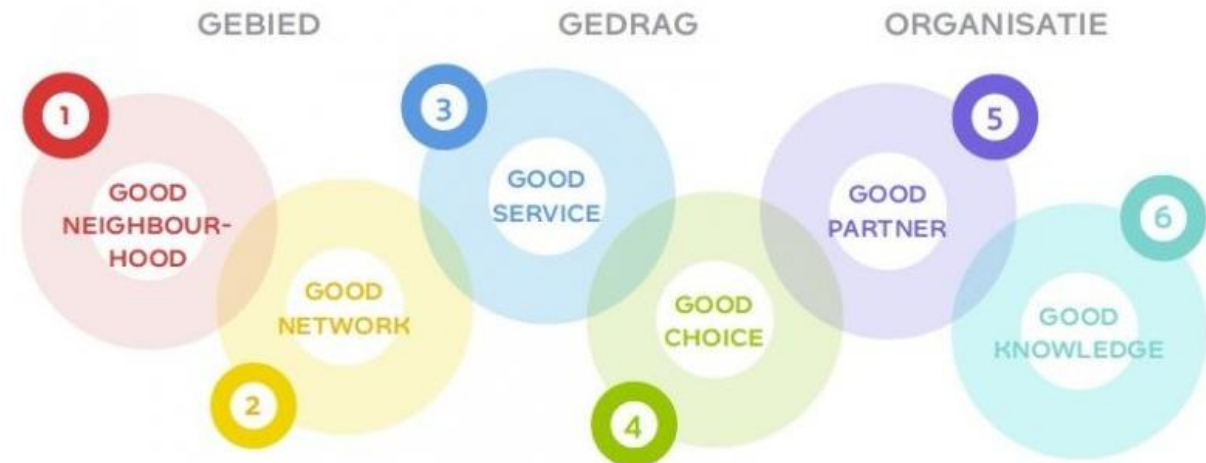 GEBIED
GEDRAG
ORGANISATIE
1
GOOD
NEIGHBOUR-
HOOD
2
GOOD
NETWORK
3
GOOD
SERVICE
4
GOOD
CHOICE
5
GOOD
PARTNER
6
GOOD
KNOWLEDGE